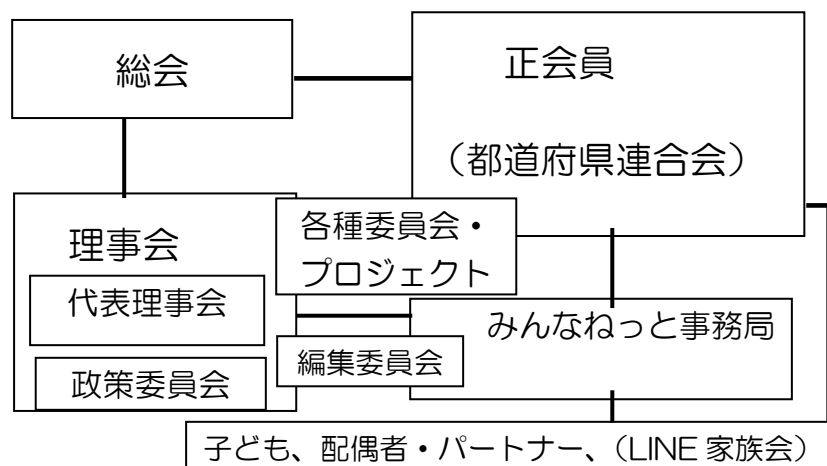 総会
正会員
（都道府県連合会）
理事会
各種委員会・
プロジェクト
代表理事会
みんなねっと事務局
編集委員会
政策委員会
子ども、配偶者・パートナー、（LINE 家族会）